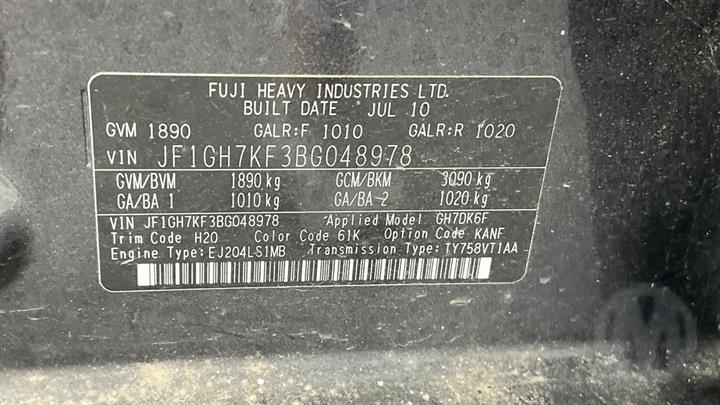 FUJI HEAVY INDUSTRIES LTD.
BUILT DATE JUL 10
GVM 1890 GALR:F 1010 GALR:R 1020
VIN JF1GH7KF3BG048978
GVM/BVM 1890 kg GCM/BKM 3090 kg
GA/BA 1 1010 kg GA/BA 2 1020 kg
VIN JF1GH7KF3BG048978 Applied Model GH7DK6F
Trim Code H20 Color Code 61K Option Code KANF
Engine Type:EJ204LS1MB Transmission Type:TY758VT1AA
M